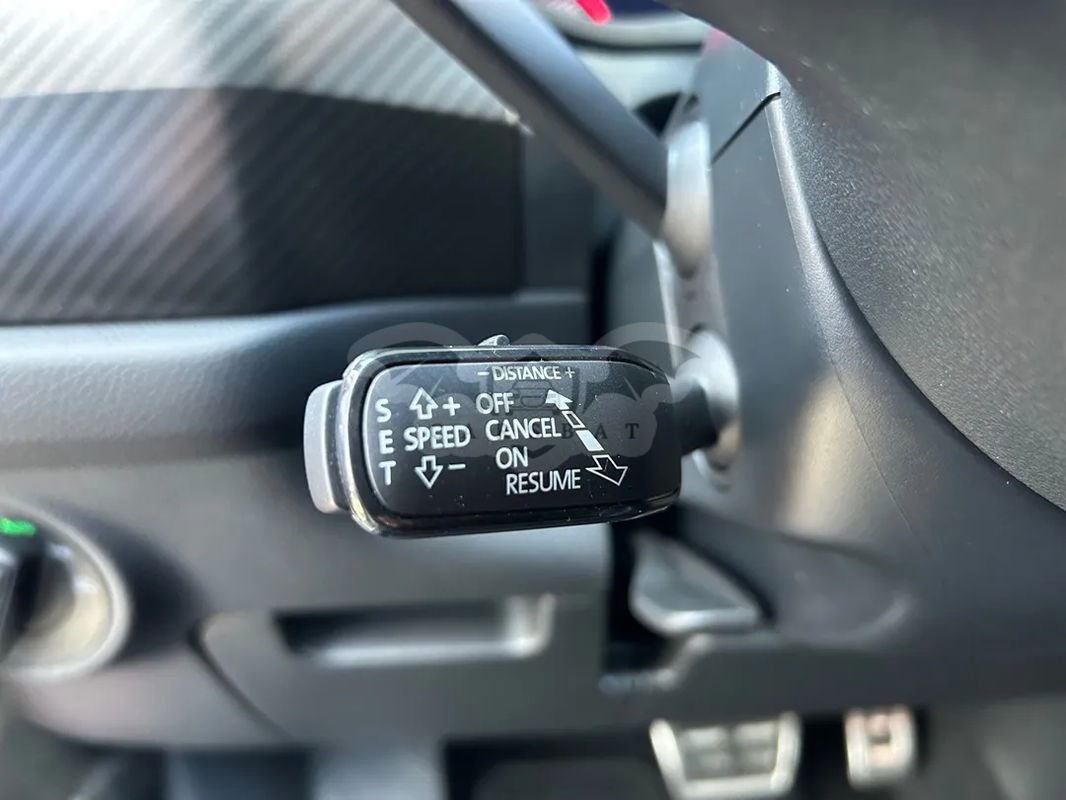 - DISTANCE +
S + OFF
E SPEED CANCEL
T - ON
RESUME